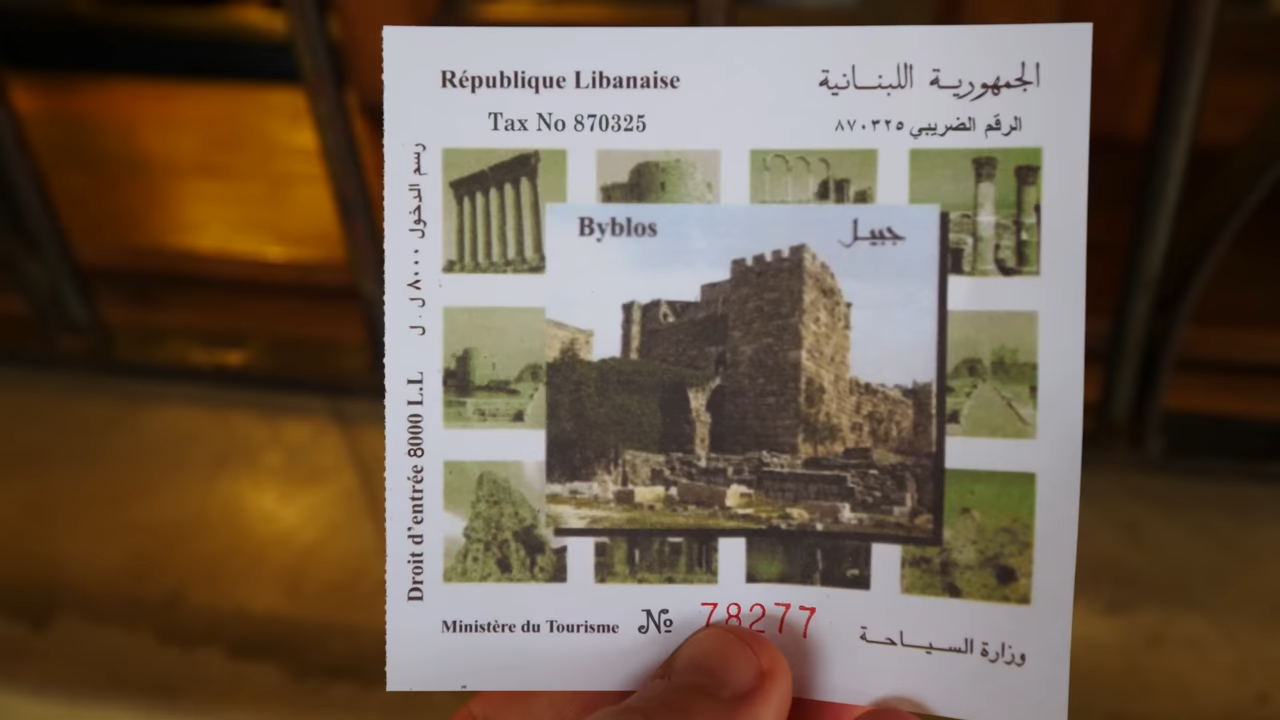 République Libanaise
الجمهورية اللبنانية
Tax No 870325
الرقم الضريبي ٨٧٠٣٢٥
رسم الدخول ٨٠٠٠ ل.ل
Droit d'entrée 8000 L.L
Byblos
جبيل
Ministère du Tourisme
№ 78277
وزارة السياحة